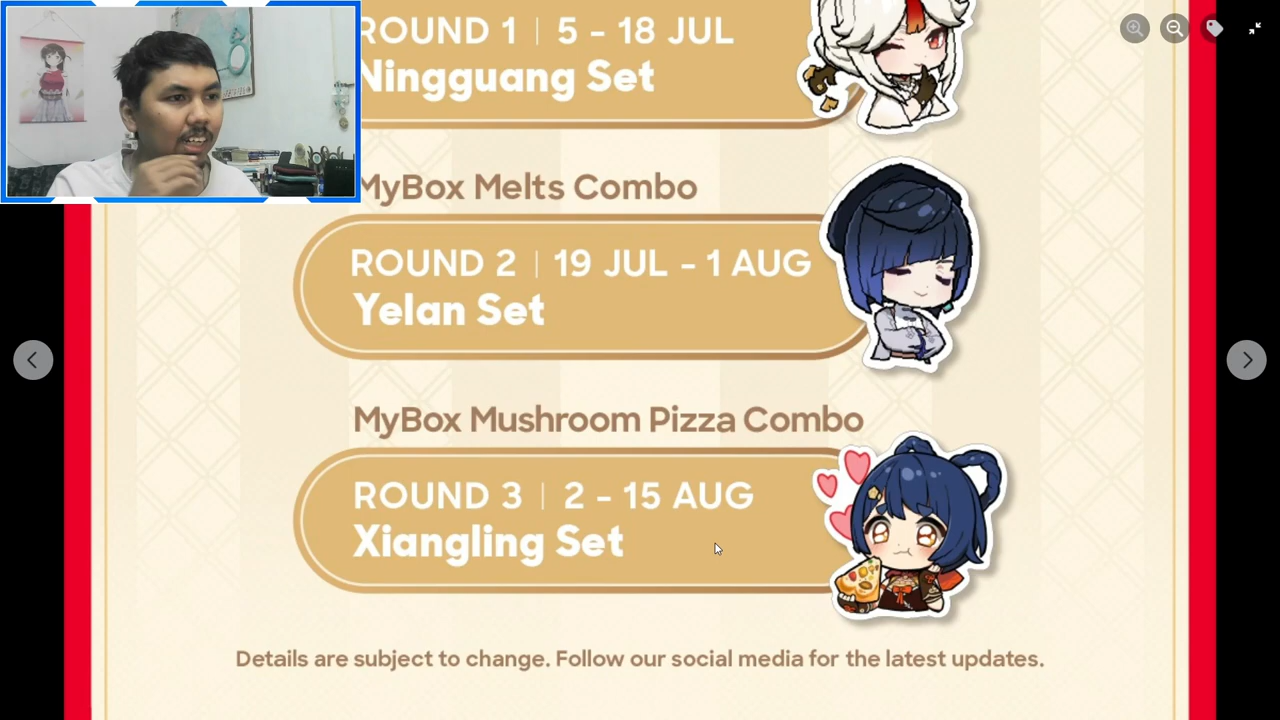 ROUND 1 | 5 - 18 JUL
Ningguang Set
MyBox Melts Combo
ROUND 2 | 19 JUL - 1 AUG
Yelan Set
MyBox Mushroom Pizza Combo
ROUND 3 | 2 - 15 AUG
Xiangling Set
Details are subject to change. Follow our social media for the latest updates.